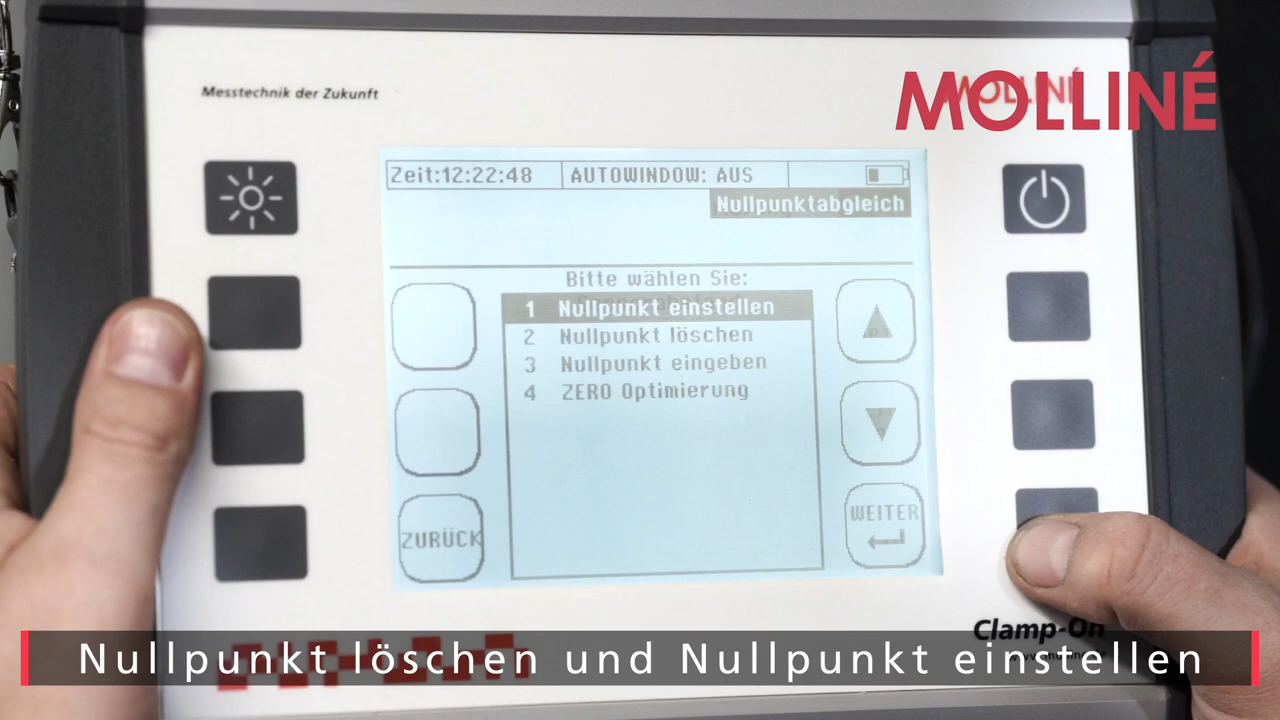 MOLLINÉ
Messtechnik der Zukunft
MOLLINÉ
Zeit:12:22:48
AUTOWINDOW: AUS
Nullpunktabgleich
Bitte wählen Sie:
1 Nullpunkt einstellen
2 Nullpunkt löschen
3 Nullpunkt eingeben
4 ZERO Optimierung
ZURÜCK
WEITER
Clamp-On
Nullpunkt löschen und Nullpunkt einstellen